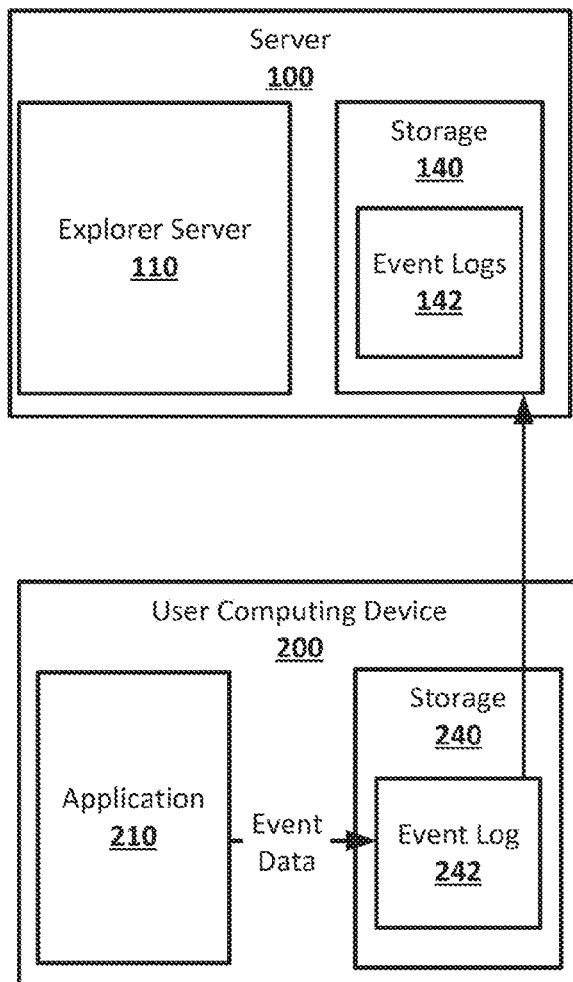 Server
100
Explorer Server
110
Storage
140
Event Logs
142
User Computing Device
200
Application
210
Event
Data
Storage
240
Event Log
242